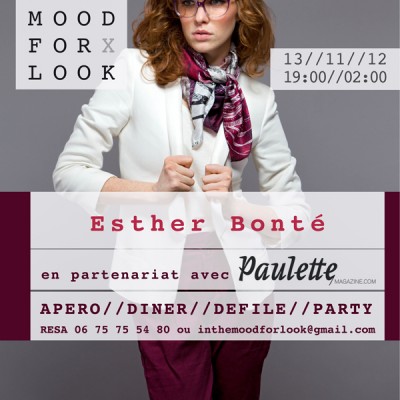 MOOD
FORX
LOOK
13//11//12
19:00//02:00
Esther Bonté
en partenariat avec Paulette
MAGAZINE.COM
APERO//DINER//DEFILE//PARTY
RESA 06 75 75 54 80 ou inthemoodforlook@gmail.com